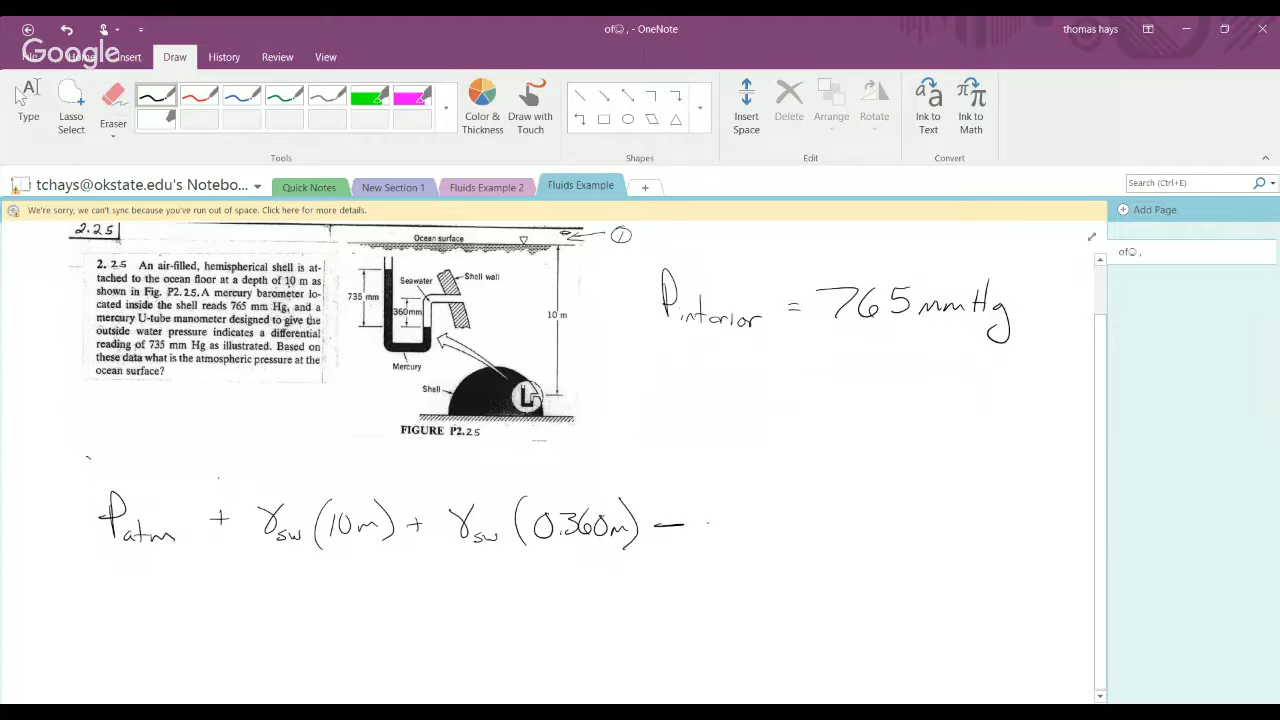 of☺, - OneNote
thomas hays
Google
File Home Insert Draw History View
Type
Lasso Select
Eraser
Color & Thickness
Draw with Touch
Insert Space
Delete
Arrange
Rotate
Ink to Text
Ink to Math
Tools
Shapes
Edit
Convert
tchays@okstate.edu's Notebo...
Quick Notes
New Section 1
Fluids Example 2
Fluids Example
+
Search (Ctrl+E)
We're sorry, we can't sync because you've run out of space. Click here for more details.
Add Page
of☺,
2.25
2.25 An air-filled, hemispherical shell is at-
tached to the ocean floor at a depth of 10 m as
shown in Fig. P2.25. A mercury barometer lo-
cated inside the shell reads 765 mm Hg, and a
mercury U-tube manometer designed to give the
outside water pressure indicates a differential
reading of 735 mm Hg as illustrated. Based on
these data what is the atmospheric pressure at the
ocean surface?
Ocean surface
①
Seawater
Shell wall
735 mm
360mm
10 m
Mercury
Shell
FIGURE P2.25
P interior = 765 mmHg
Patm + γsw (10m) + γsw (0.360m) −